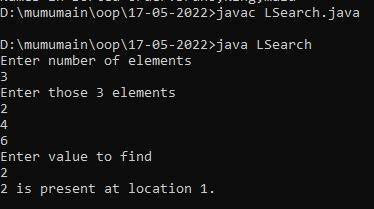 D:\mumumain\oop\17-05-2022>javac LSearch.java
D:\mumumain\oop\17-05-2022>java LSearch
Enter number of elements
3
Enter those 3 elements
2
4
6
Enter value to find
2
2 is present at location 1.